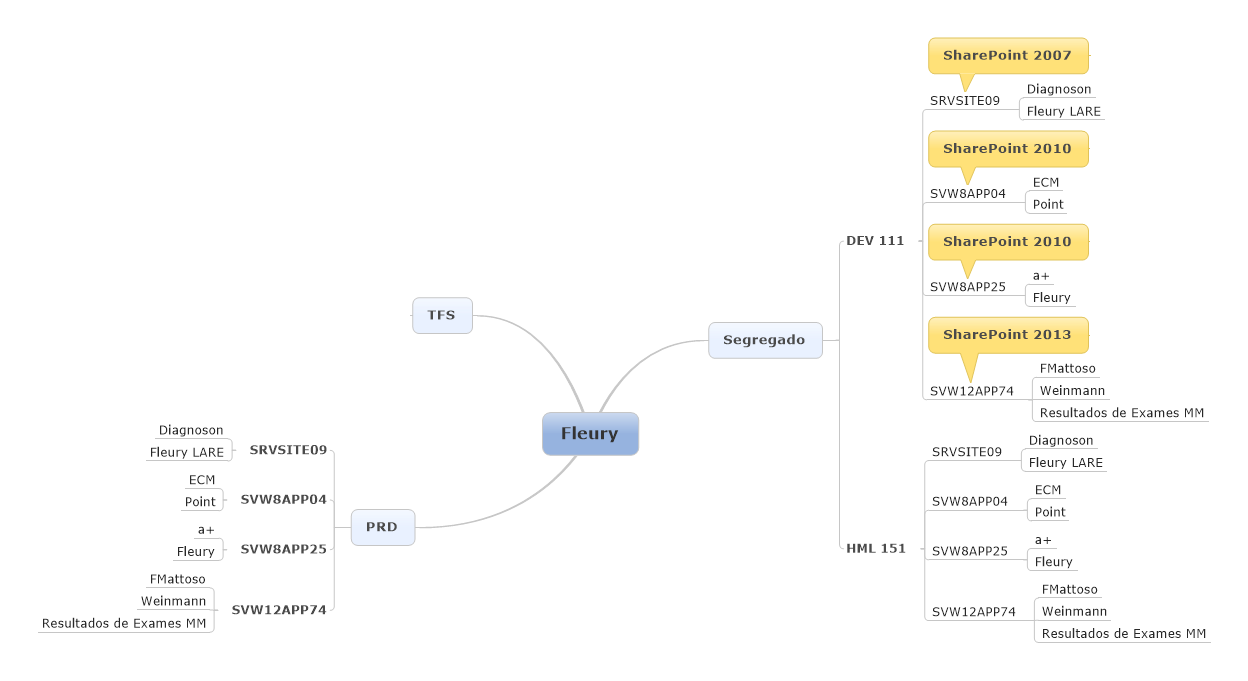 Fleury
TFS
PRD
SRVSITE09
Diagnoson
Fleury LARE
SVW8APP04
ECM
Point
SVW8APP25
a+
Fleury
SVW12APP74
FMattoso
Weinmann
Resultados de Exames MM
Segregado
DEV 111
SharePoint 2007
SRVSITE09
Diagnoson
Fleury LARE
SharePoint 2010
SVW8APP04
ECM
Point
SharePoint 2010
SVW8APP25
a+
Fleury
SharePoint 2013
SVW12APP74
FMattoso
Weinmann
Resultados de Exames MM
HML 151
SRVSITE09
Diagnoson
Fleury LARE
SVW8APP04
ECM
Point
SVW8APP25
a+
Fleury
SVW12APP74
FMattoso
Weinmann
Resultados de Exames MM